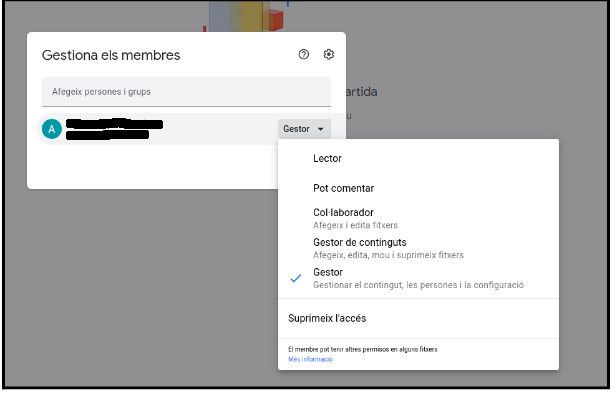 Gestiona els membres
Afegeix persones i grups
artida
u
A
Gestor
Lector
Pot comentar
Col·laborador
Afegeix i edita fitxers
Gestor de continguts
Afegeix, edita, mou i suprimeix fitxers
Gestor
Gestionar el contingut, les persones i la configuració
Suprimeix l'accés
El membre pot tenir altres permisos en alguns fitxers
Més informació